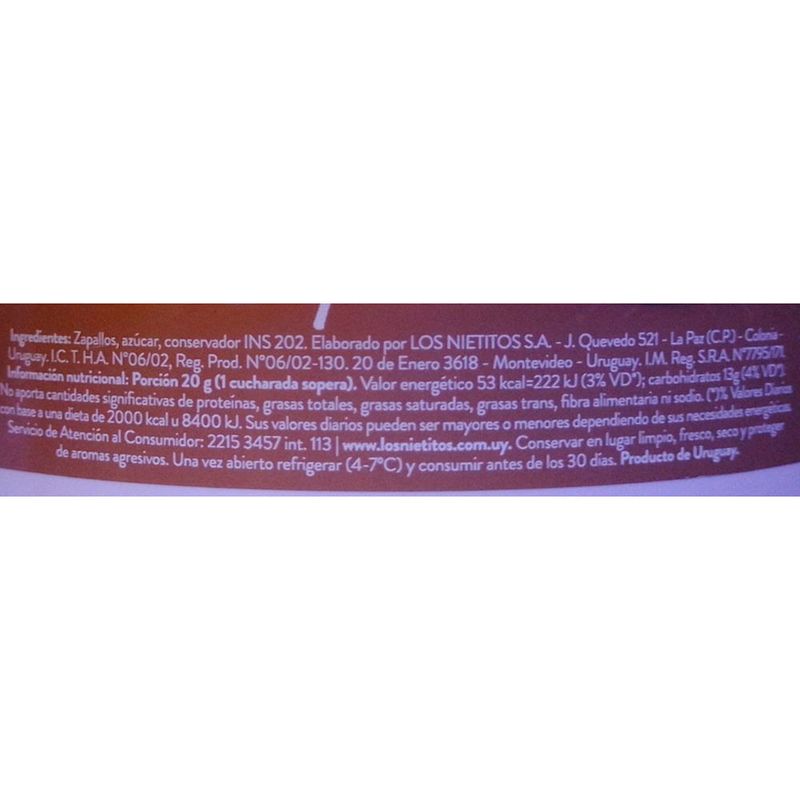 Ingredientes: Zapallos, azúcar, conservador INS 202. Elaborado por LOS NIETITOS S.A. - J. Quevedo 521 - La Paz (C.P.) - Colonia -
Uruguay. I.C. T. H.A. N°06/02, Reg. Prod. N°06/02-130. 20 de Enero 3618 - Montevideo - Uruguay. I.M. Reg. S.R.A. N°7795/171.
Información nutricional: Porción 20 g (1 cucharada sopera). Valor energético 53 kcal=222 kJ (3% VD*); carbohidratos 13g (4% VD*).
No aporta cantidades significativas de proteínas, grasas totales, grasas saturadas, grasas trans, fibra alimentaria ni sodio. (*)% Valores Diarios
con base a una dieta de 2000 kcal u 8400 kJ. Sus valores diarios pueden ser mayores o menores dependiendo de sus necesidades energéticas.
Servicio de Atención al Consumidor: 2215 3457 int. 113 | www.losnietitos.com.uy. Conservar en lugar limpio, fresco, seco y proteger
de aromas agresivos. Una vez abierto refrigerar (4-7°C) y consumir antes de los 30 días. Producto de Uruguay.